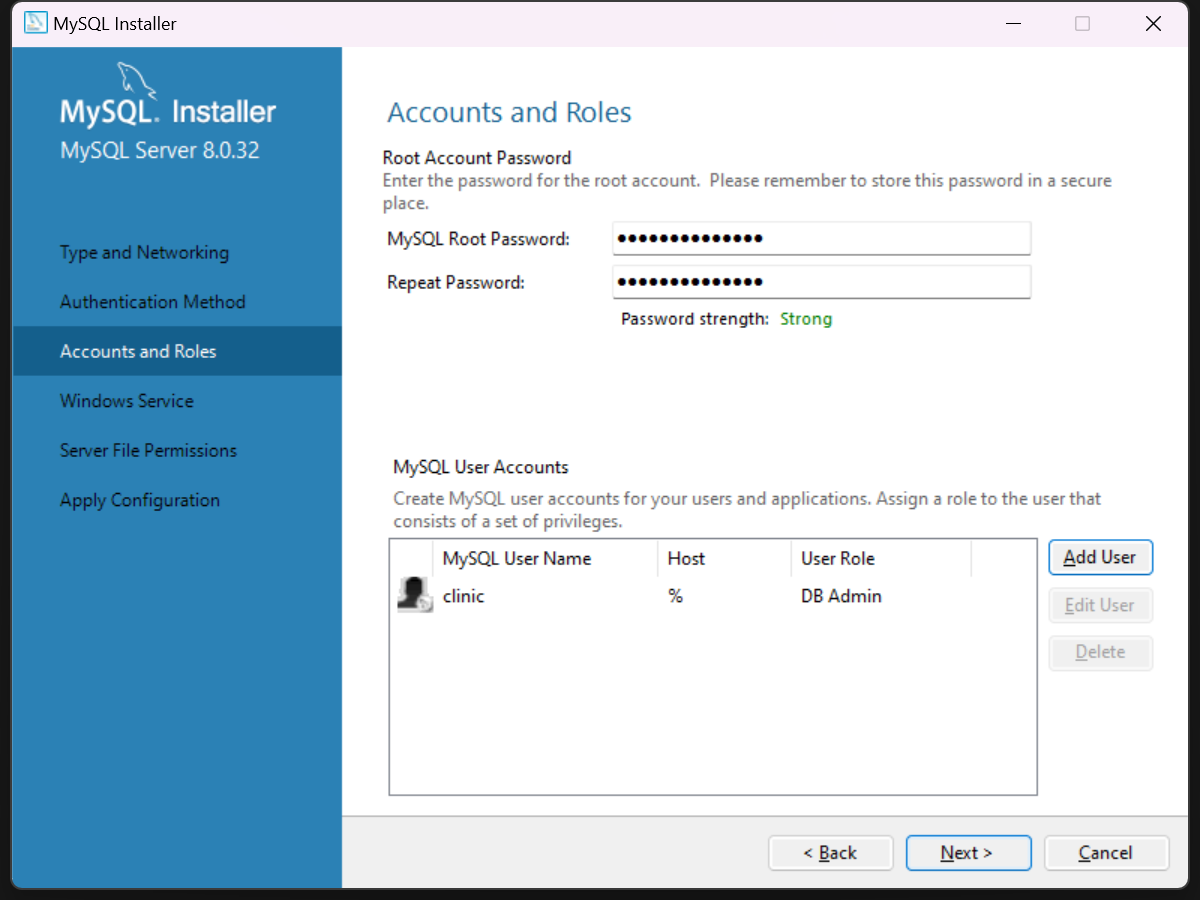 MySQL Installer
MySQL. Installer
MySQL Server 8.0.32
Type and Networking
Authentication Method
Accounts and Roles
Windows Service
Server File Permissions
Apply Configuration
Accounts and Roles
Root Account Password
Enter the password for the root account.  Please remember to store this password in a secure
place.
MySQL Root Password: ●●●●●●●●●●●●●●
Repeat Password: ●●●●●●●●●●●●●●
Password strength: Strong
MySQL User Accounts
Create MySQL user accounts for your users and applications. Assign a role to the user that
consists of a set of privileges.
MySQL User Name Host User Role
clinic % DB Admin
Add User
Edit User
Delete
< Back Next > Cancel